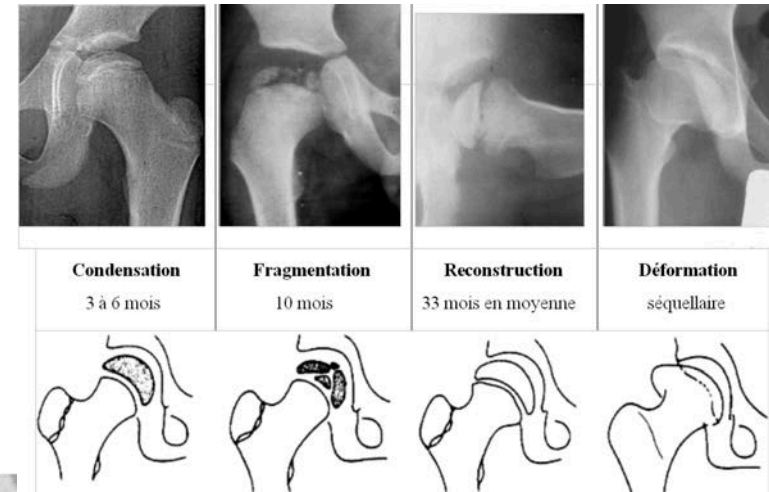 Condensation
3 à 6 mois
Fragmentation
10 mois
Reconstruction
33 mois en moyenne
Déformation
séquellaire